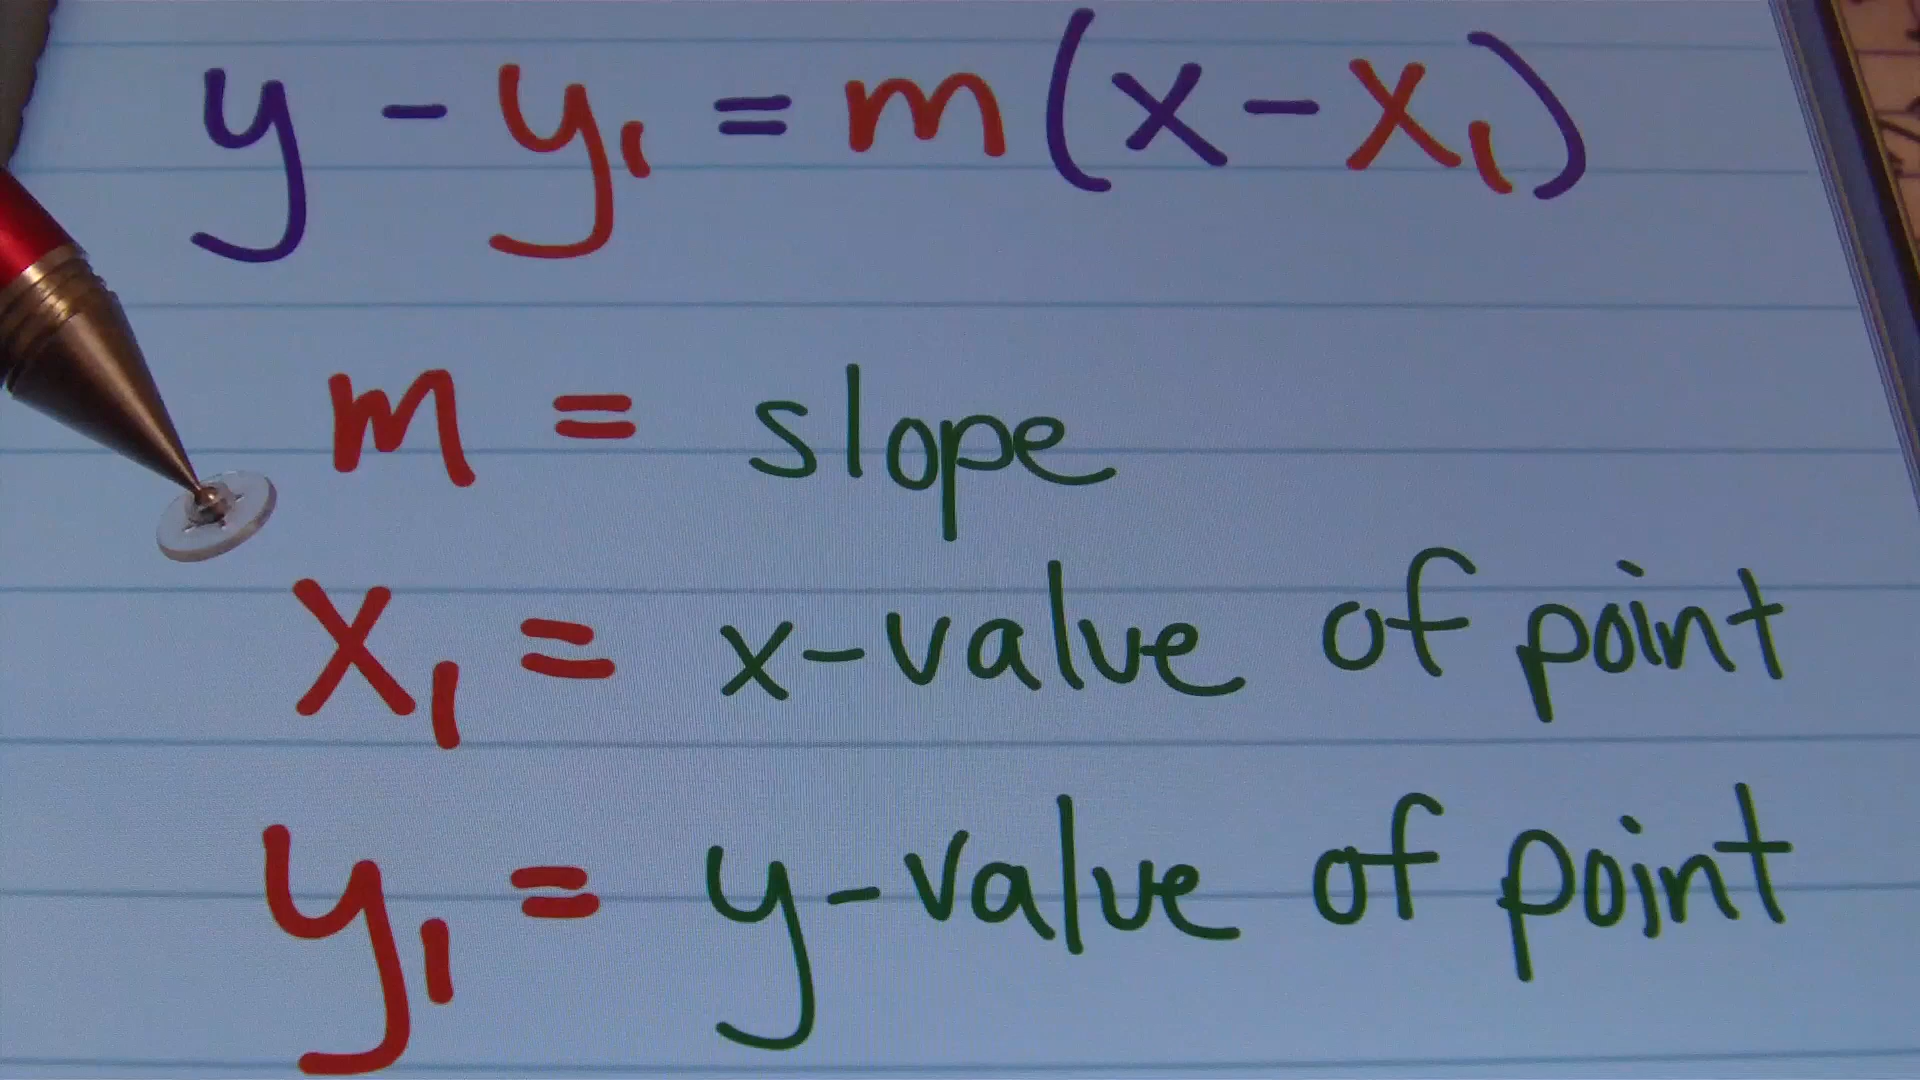 y - y₁ = m(x - x₁)
m = slope
x₁ = x-value of point
y₁ = y-value of point